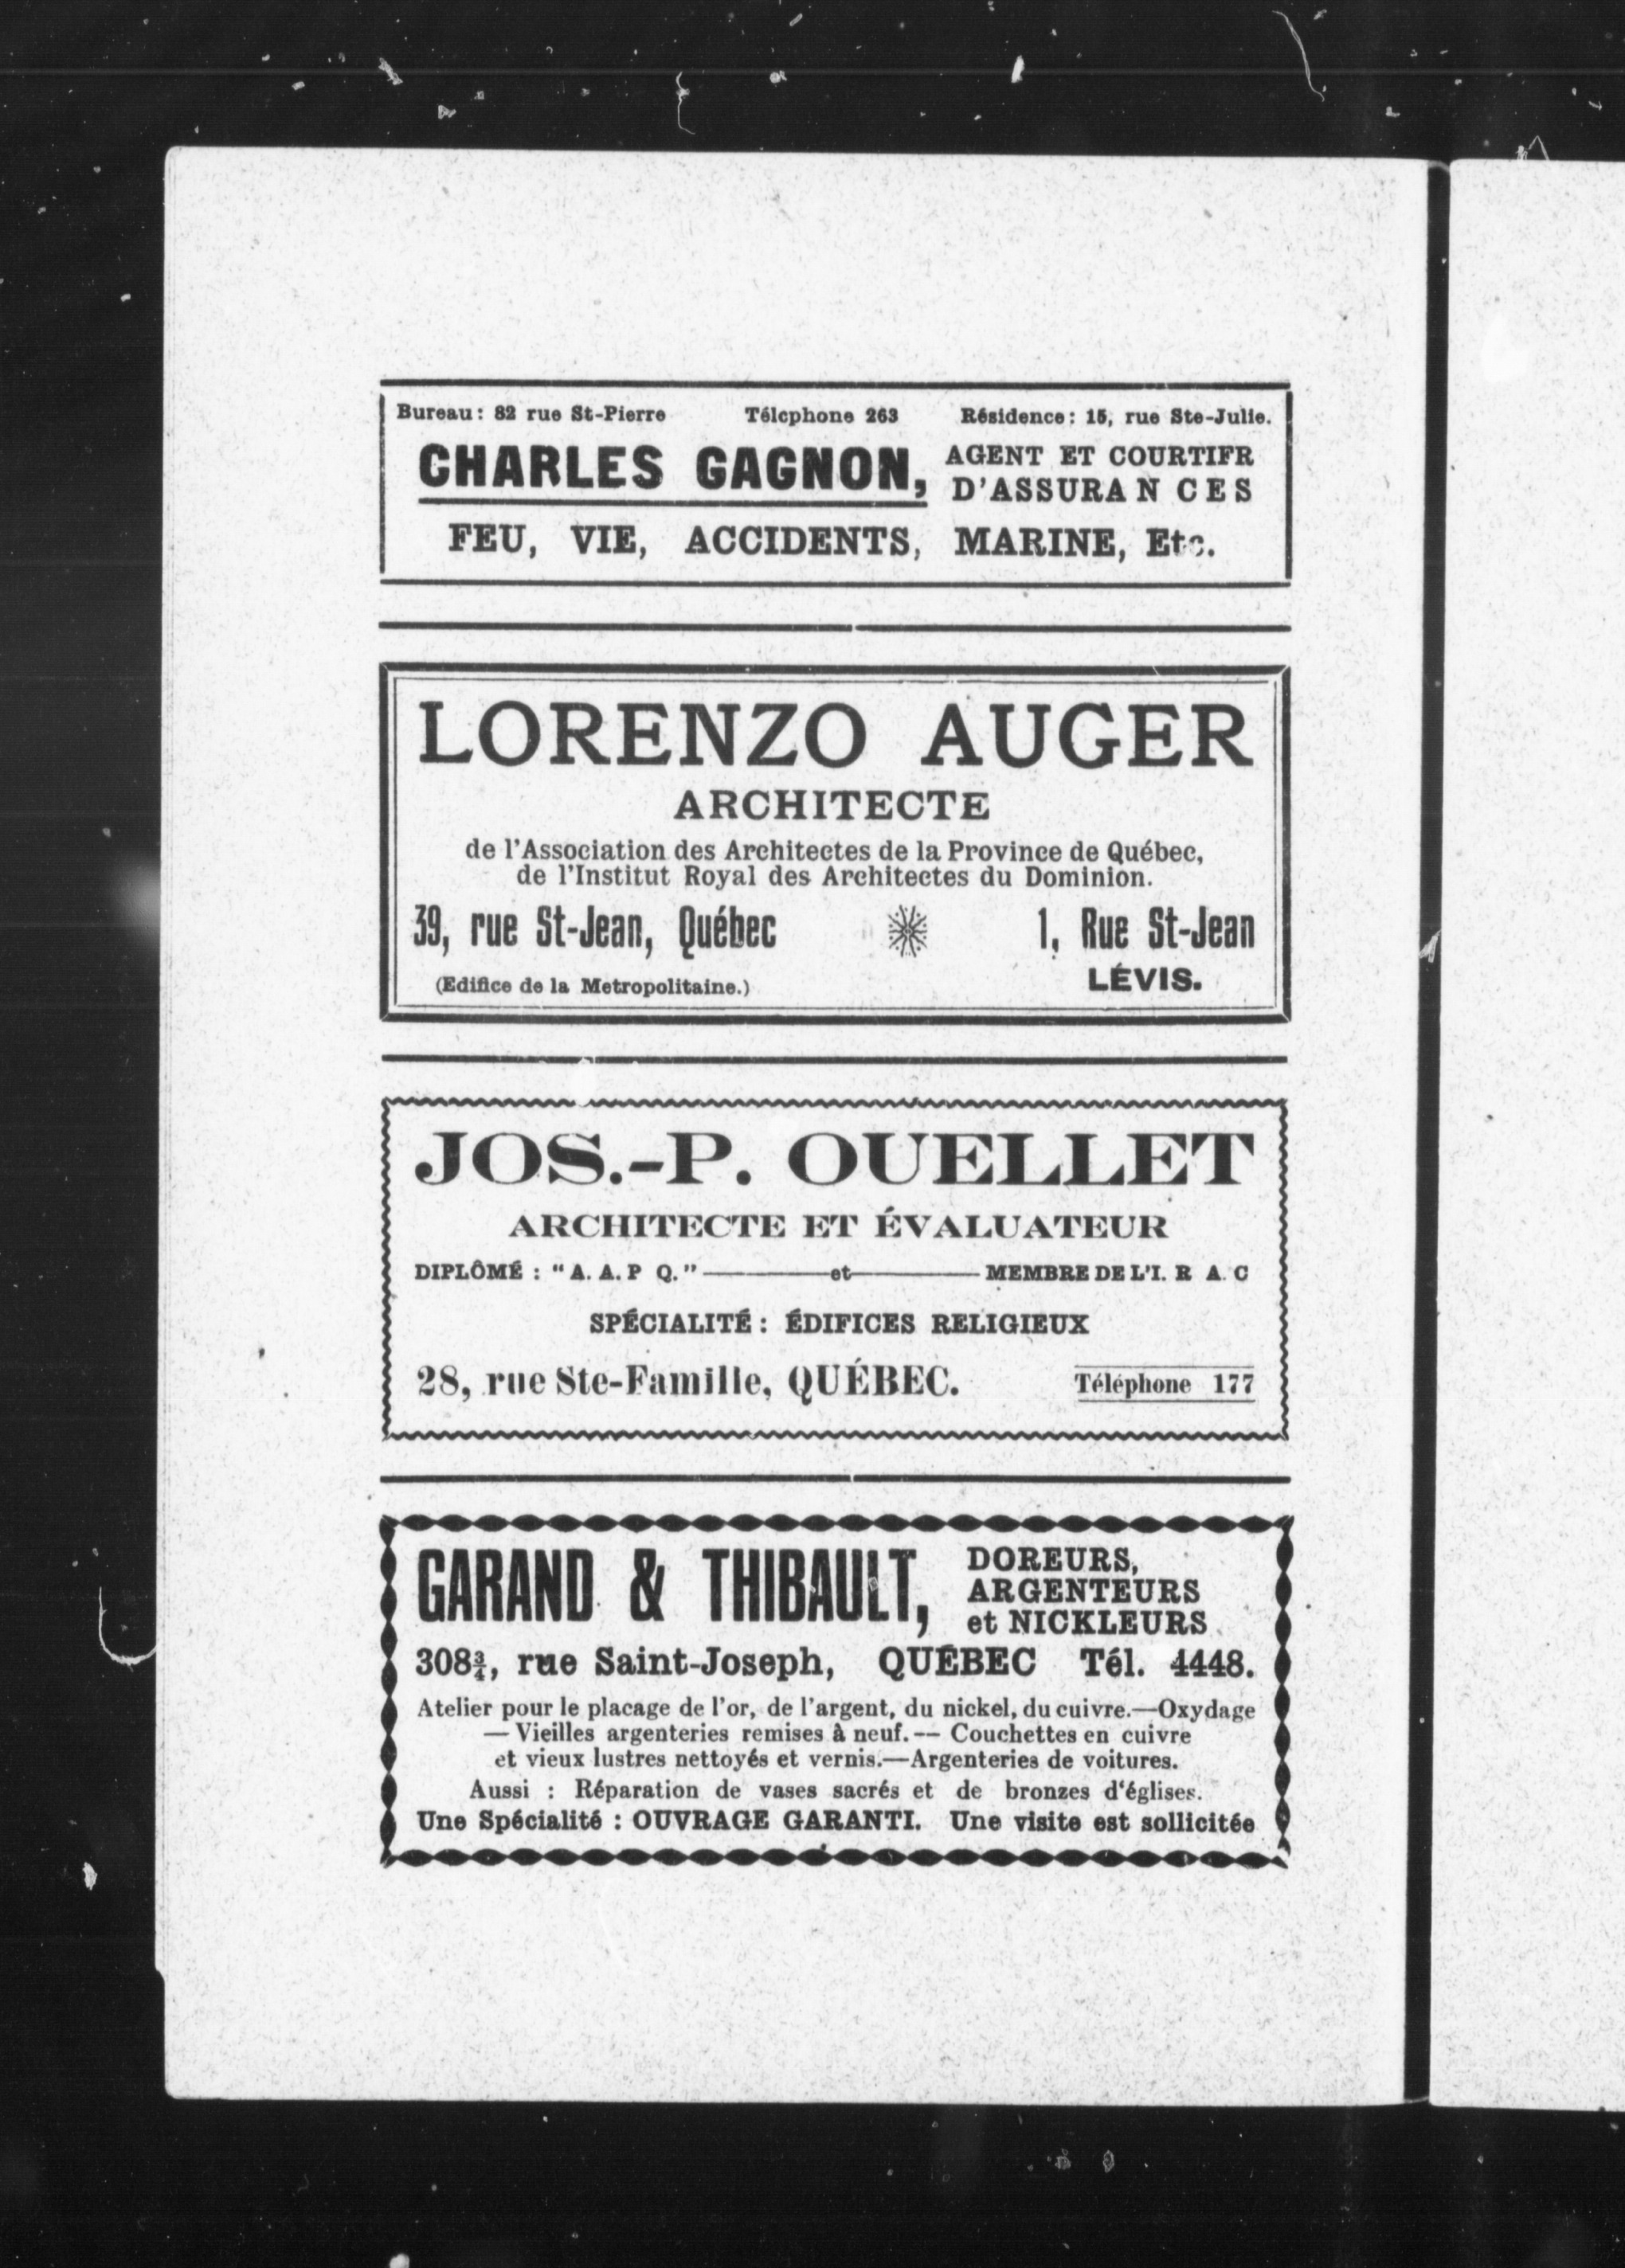 Bureau: 82 rue St-Pierre Télcphone 263 Résidence: 15, rue Ste-Julie.
CHARLES GAGNON, AGENT ET COURTIFR
D'ASSURANCES
FEU, VIE, ACCIDENTS, MARINE, Etc.
LORENZO AUGER
ARCHITECTE
de l'Association des Architectes de la Province de Québec,
de l'Institut Royal des Architectes du Dominion.
39, rue St-Jean, Québec 1, Rue St-Jean
(Edifice de la Metropolitaine.) LÉVIS.
JOS.-P. OUELLET
ARCHITECTE ET ÉVALUATEUR
DIPLÔMÉ : "A. A. P Q." — et — MEMBRE DE L'I. R A. C
SPÉCIALITÉ : ÉDIFICES RELIGIEUX
28, rue Ste-Famille, QUÉBEC. Téléphone 177
GARAND & THIBAULT, DOREURS,
ARGENTEURS
et NICKLEURS
308¾, rue Saint-Joseph, QUÉBEC Tél. 4448.
Atelier pour le placage de l'or, de l'argent, du nickel, du cuivre.—Oxydage
— Vieilles argenteries remises à neuf. — Couchettes en cuivre
et vieux lustres nettoyés et vernis.—Argenteries de voitures.
Aussi : Réparation de vases sacrés et de bronzes d'églises.
Une Spécialité : OUVRAGE GARANTI. Une visite est sollicitée